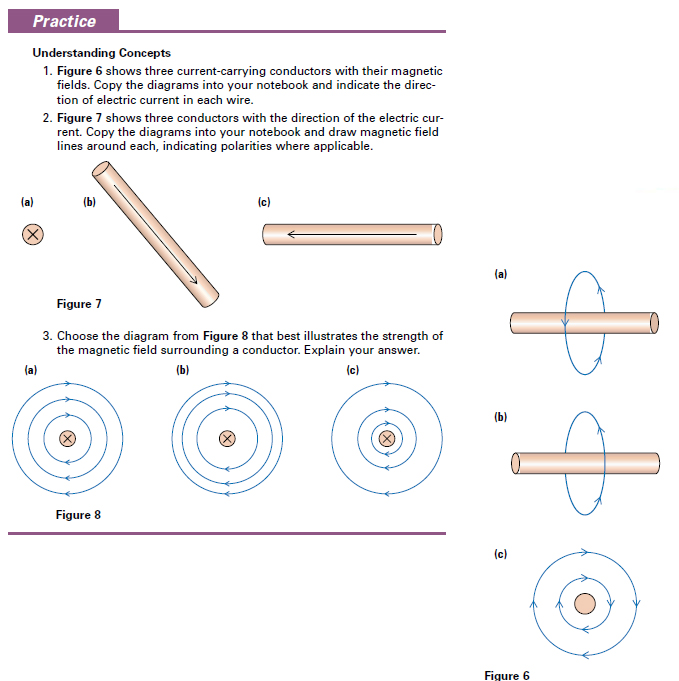 Practice
Understanding Concepts
1. Figure 6 shows three current-carrying conductors with their magnetic
fields. Copy the diagrams into your notebook and indicate the direc-
tion of electric current in each wire.
2. Figure 7 shows three conductors with the direction of the electric cur-
rent. Copy the diagrams into your notebook and draw magnetic field
lines around each, indicating polarities where applicable.
(a)
(b)
(c)
Figure 7
3. Choose the diagram from Figure 8 that best illustrates the strength of
the magnetic field surrounding a conductor. Explain your answer.
(a)
(b)
(c)
Figure 8
(a)
(b)
(c)
Figure 6